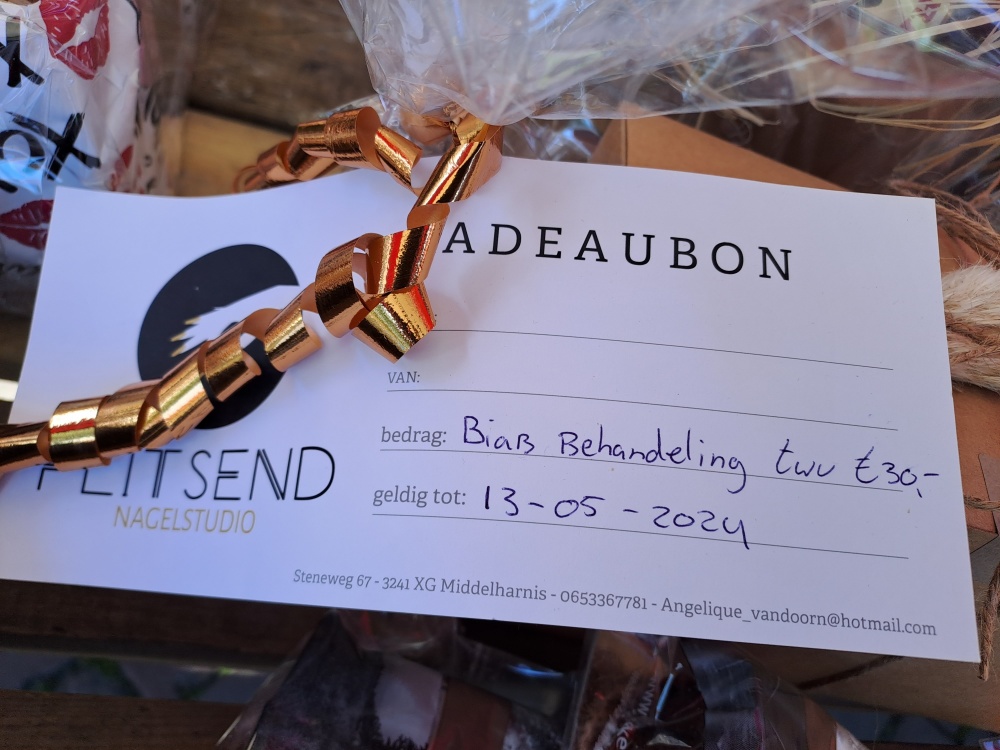 ADEAUBON
VAN:
bedrag: BiaB Behandeling twv €30,-
geldig tot: 13-05-2024
FEITSEND
NAGELSTUDIO
Steneweg 67 - 3241 XG Middelharnis - 0653367781 - Angelique_vandoorn@hotmail.com